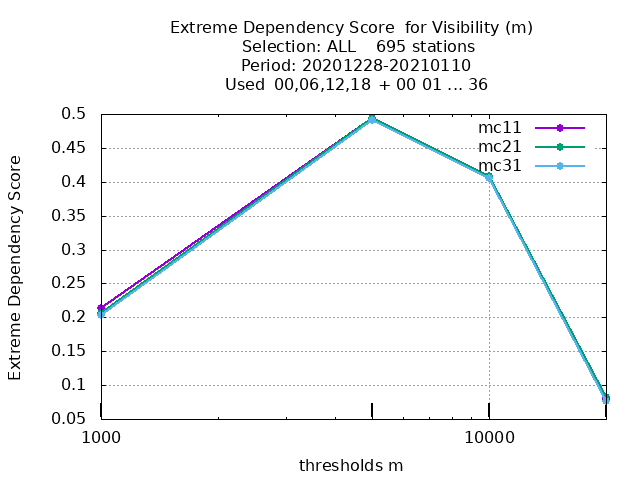 Extreme Dependency Score  for Visibility (m)
Selection: ALL    695 stations
Period: 20201228-20210110
Used  00,06,12,18  + 00 01 ... 36
Extreme Dependency Score
0.5
0.45
0.4
0.35
0.3
0.25
0.2
0.15
0.1
0.05
mc11
mc21
mc31
1000
10000
thresholds m